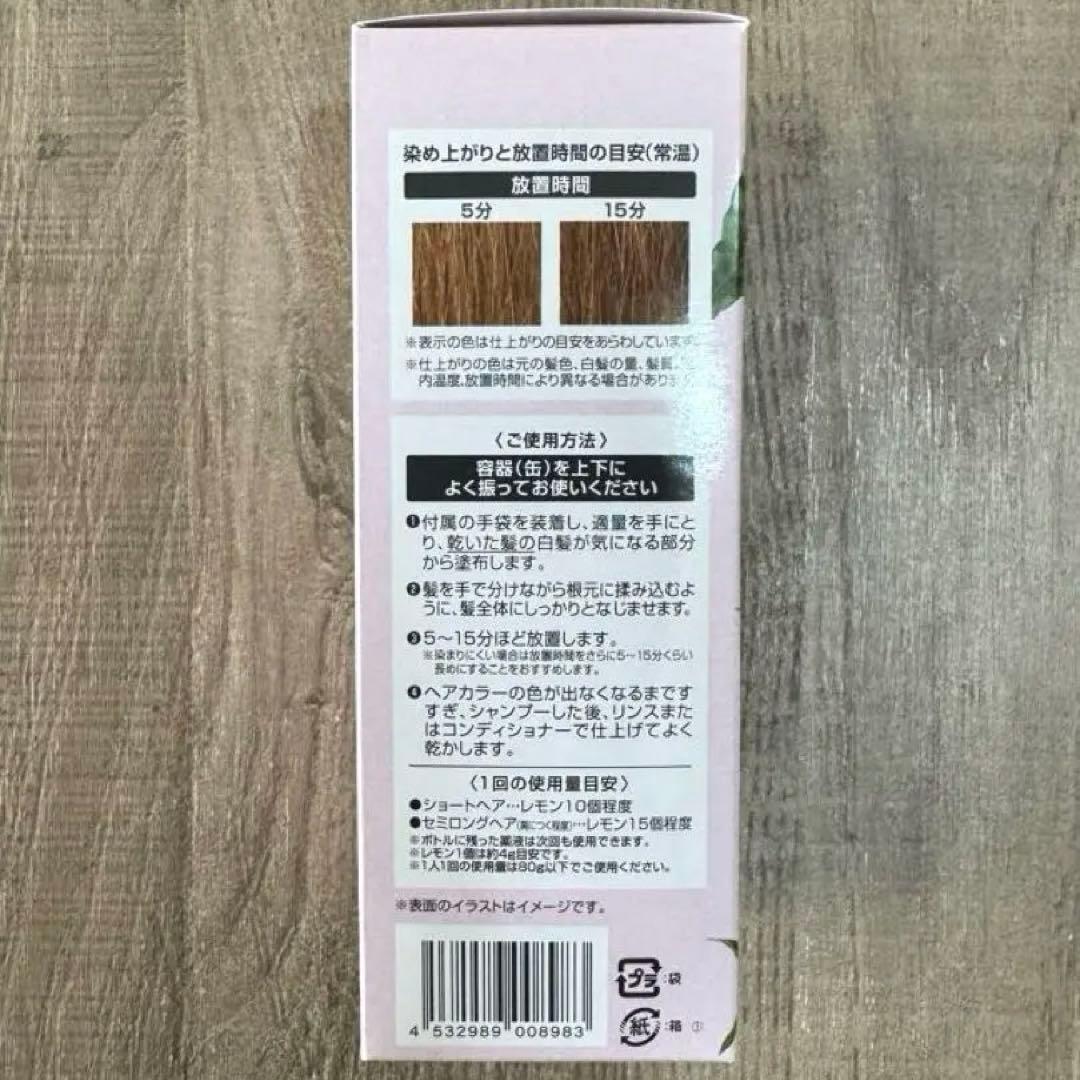 染め上がりと放置時間の目安(常温)
放置時間
5分 15分
※表示の色は仕上がりの目安をあらわしています
※仕上がりの色は元の髪色、白髪の量、髪質、
内温度、放置時間により異なる場合があり
〈ご使用方法〉
容器(缶)を上下に
よく振ってお使いください
❶付属の手袋を装着し、適量を手にと
り、乾いた髪の白髪が気になる部分
から塗布します。
❷髪を手で分けながら根元に揉み込むよ
うに、髪全体にしっかりとなじませます。
❸5〜15分ほど放置します。
※染まりにくい場合は放置時間をさらに5〜15分くらい
長めにすることをおすすめします。
❹ヘアカラーの色が出なくなるまです
すぎ、シャンプーした後、リンスまた
はコンディショナーで仕上げてよく
乾かします。
〈1回の使用量目安〉
●ショートヘア…レモン10個程度
●セミロングヘア(肩につく程度)…レモン15個程度
※ボトルに残った薬液は次回も使用できます。
※レモン1個は約4g目安です。
※1人1回の使用量は80g以下でご使用ください。
※表面のイラストはイメージです。
4 532989 008983
プラ :袋
紙 :箱 ①